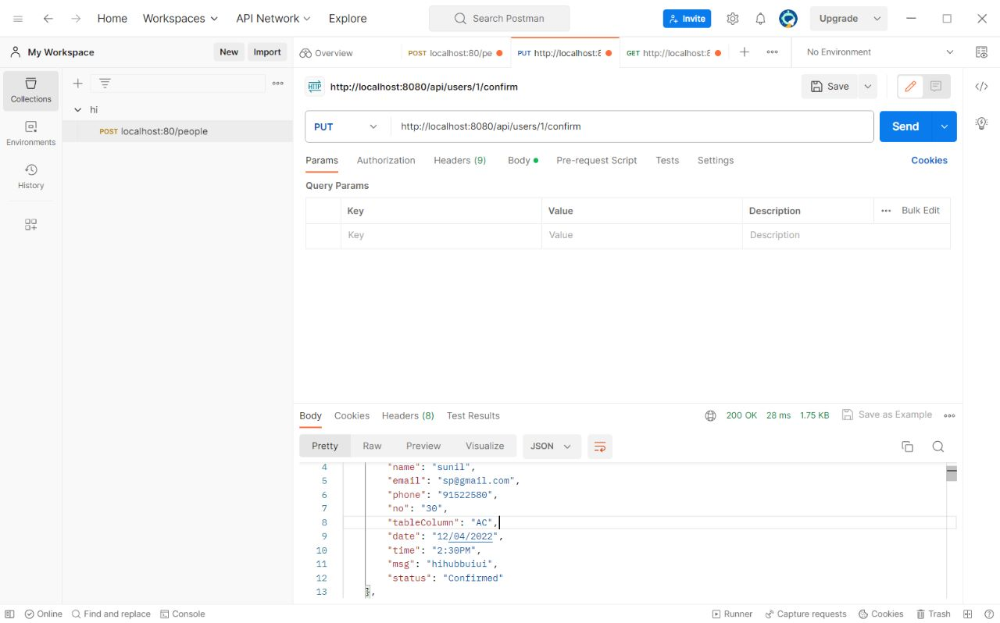 Home Workspaces API Network Explore Search Postman Invite Upgrade
My Workspace New Import Overview POST localhost:80/pe PUT http://localhost:8 GET http://localhost:8 No Environment
Collections
Environments
History
hi
POST localhost:80/people
HTTP http://localhost:8080/api/users/1/confirm Save
PUT http://localhost:8080/api/users/1/confirm Send
Params Authorization Headers (9) Body Pre-request Script Tests Settings Cookies
Query Params
Key Value Description Bulk Edit
Key Value Description
Body Cookies Headers (8) Test Results 200 OK 28 ms 1.75 KB Save as Example
Pretty Raw Preview Visualize JSON
4 "name": "sunil",
5 "email": "sp@gmail.com",
6 "phone": "91522580",
7 "no": "30",
8 "tableColumn": "AC",
9 "date": "12/04/2022",
10 "time": "2:30PM",
11 "msg": "hihubbuiui",
12 "status": "Confirmed"
13 },
Online Find and replace Console Runner Capture requests Cookies Trash